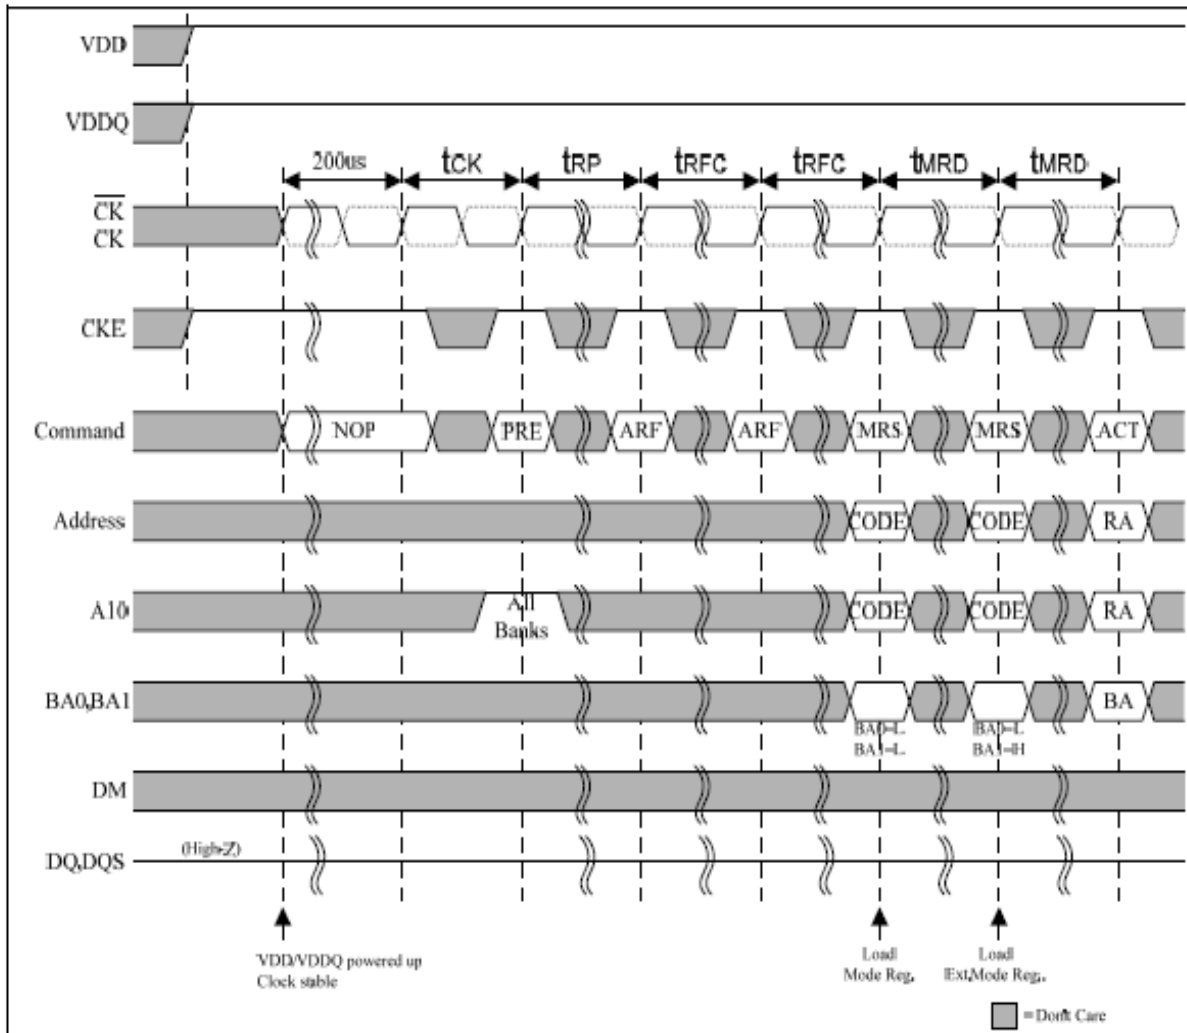 VDD
VDDQ
200us tCK tRP tRFC tRFC tMRD tMRD
CK
CK
CKE
Command NOP PRE ARF ARF MRS MRS ACT
Address CODE CODE RA
A10 All Banks CODE CODE RA
BA0,BA1 BA
BA0=L BA0=L
BA1=L BA1=H
DM
(High-Z)
DQ,DQS
VDD/VDDQ powered up
Clock stable
Load
Mode Reg.
Load
Ext.Mode Reg..
= Don't Care